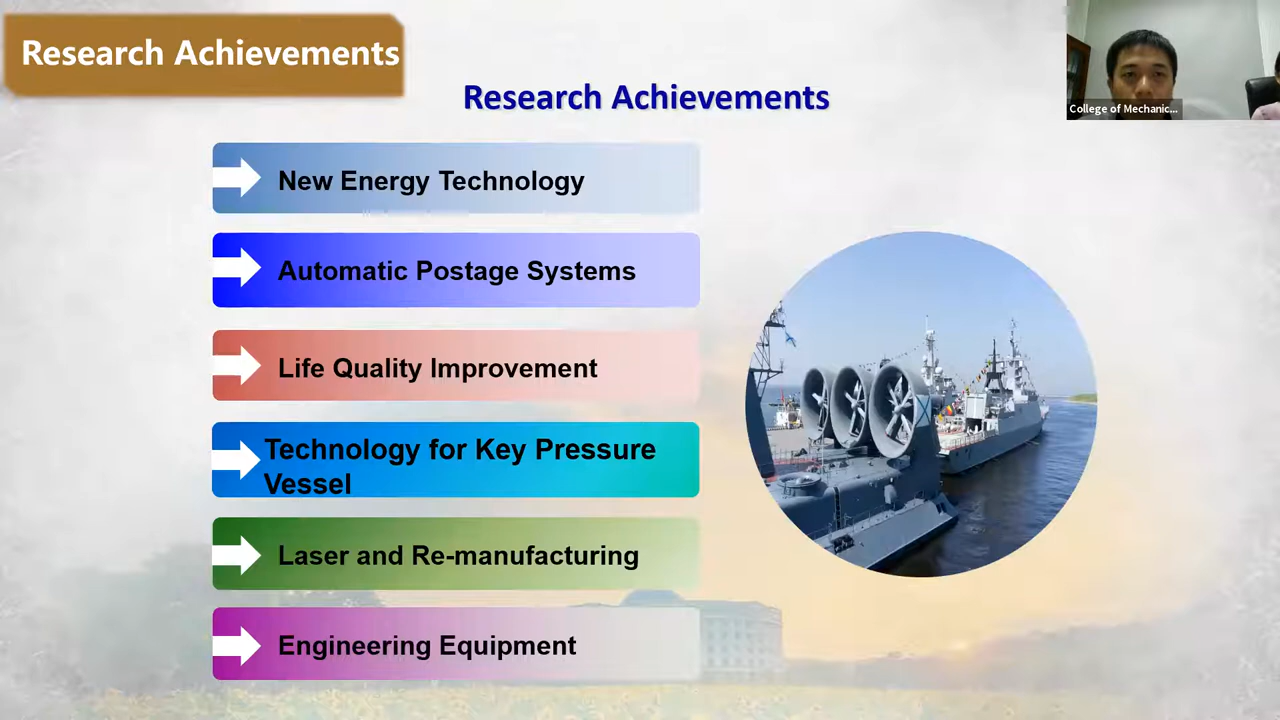 Research Achievements
Research Achievements
College of Mechanic...
New Energy Technology
Automatic Postage Systems
Life Quality Improvement
Technology for Key Pressure
Vessel
Laser and Re-manufacturing
Engineering Equipment